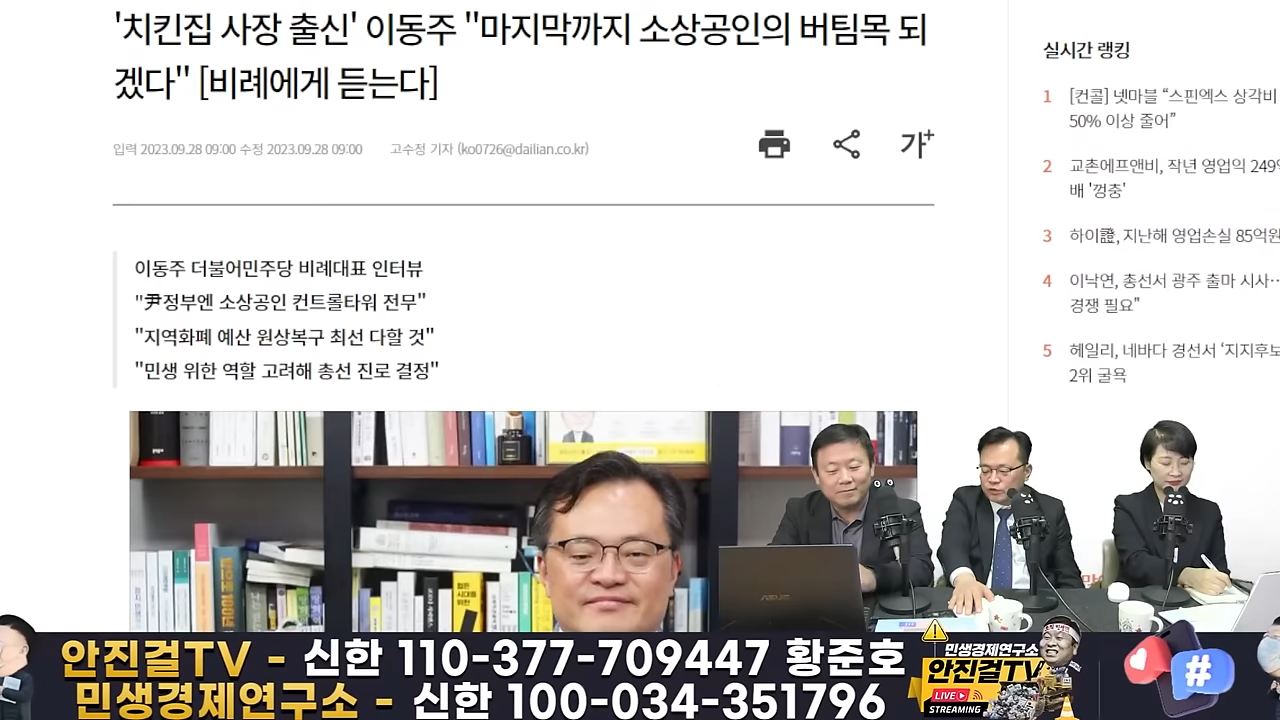 '치킨집 사장 출신' 이동주 "마지막까지 소상공인의 버팀목 되
겠다" [비례에게 듣는다]
입력 2023.09.28 09:00 수정 2023.09.28 09:00 고수정 기자 (ko0726@dailian.co.kr)
가+
이동주 더불어민주당 비례대표 인터뷰
"尹정부엔 소상공인 컨트롤타워 전무"
"지역화폐 예산 원상복구 최선 다할 것"
"민생 위한 역할 고려해 총선 진로 결정"
실시간 랭킹
1 [컨콜] 넷마블 “스핀엑스 상각비
50% 이상 줄어”
2 교촌에프앤비, 작년 영업익 249
배 '껑충'
3 하이證, 지난해 영업손실 85억원
4 이낙연, 총선서 광주 출마 시사…
경쟁 필요"
5 헤일리, 네바다 경선서 ‘지지후보
2위 굴욕
안진걸TV - 신한 110-377-709447 황준호
민생경제연구소 - 신한 100-034-351796
민생경제연구소
안진걸TV
LIVE
STREAMING
#